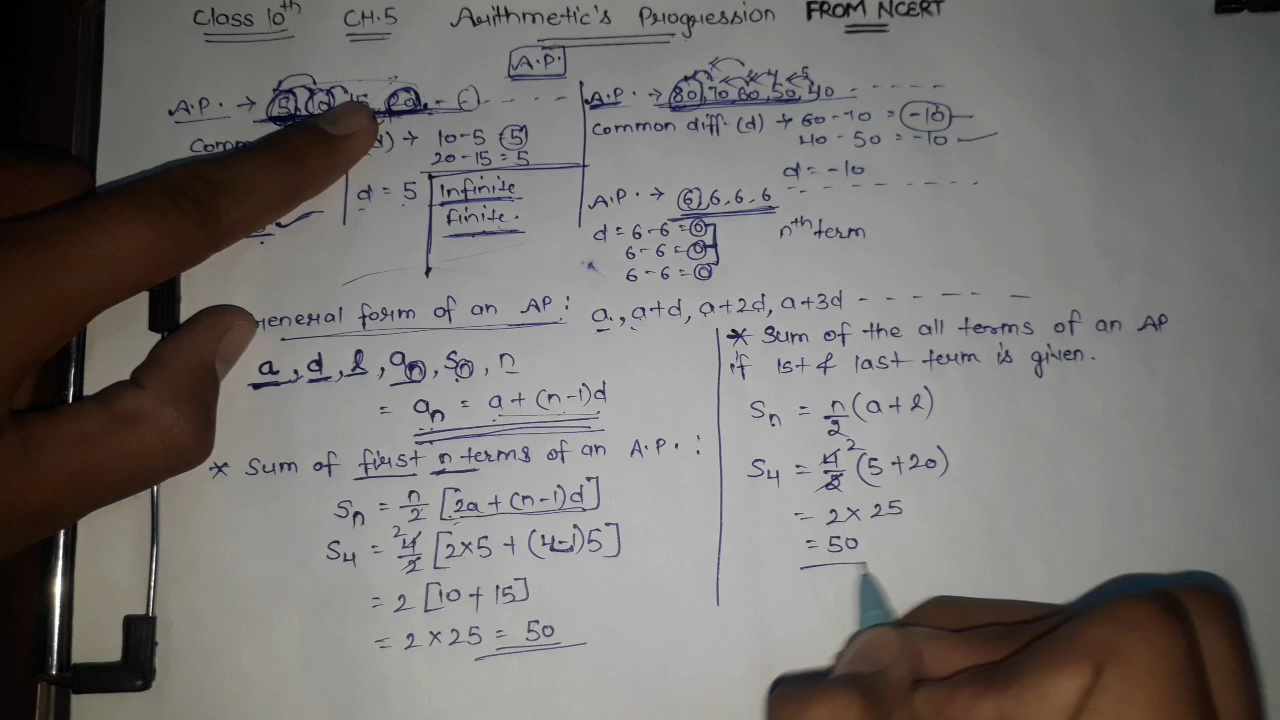 Class 10th CH.5 Arithmetic's Progression FROM NCERT
A.P.
A.P. → 5, 10, 15, 20, - - - - - -
10-5 = 5
20-15 = 5
d = 5
Infinite
Finite.
A.P. → 80, 70, 60, 50, 40 - - - - - -
common diff. (d) → 60-70 = -10
40-50 = -10
d = -10
A.P. → 6, 6, 6, 6 - - - - - -
d = 6-6 = 0
6-6 = 0
6-6 = 0
nth term
General form of an AP: a, a+d, a+2d, a+3d - - - - - -
a, d, l, an, Sn, n
= an = a + (n-1)d
* Sum of first n terms of an A.P. :
Sn = n/2 [2a + (n-1)d]
S4 = 4/2 2 [2×5 + (4-1)5]
= 2 [10 + 15]
= 2 × 25 = 50
* Sum of the all terms of an AP
if 1st & last term is given.
Sn = n/2 (a+l)
S4 = 4/2 2 (5+20)
= 2 × 25
= 50